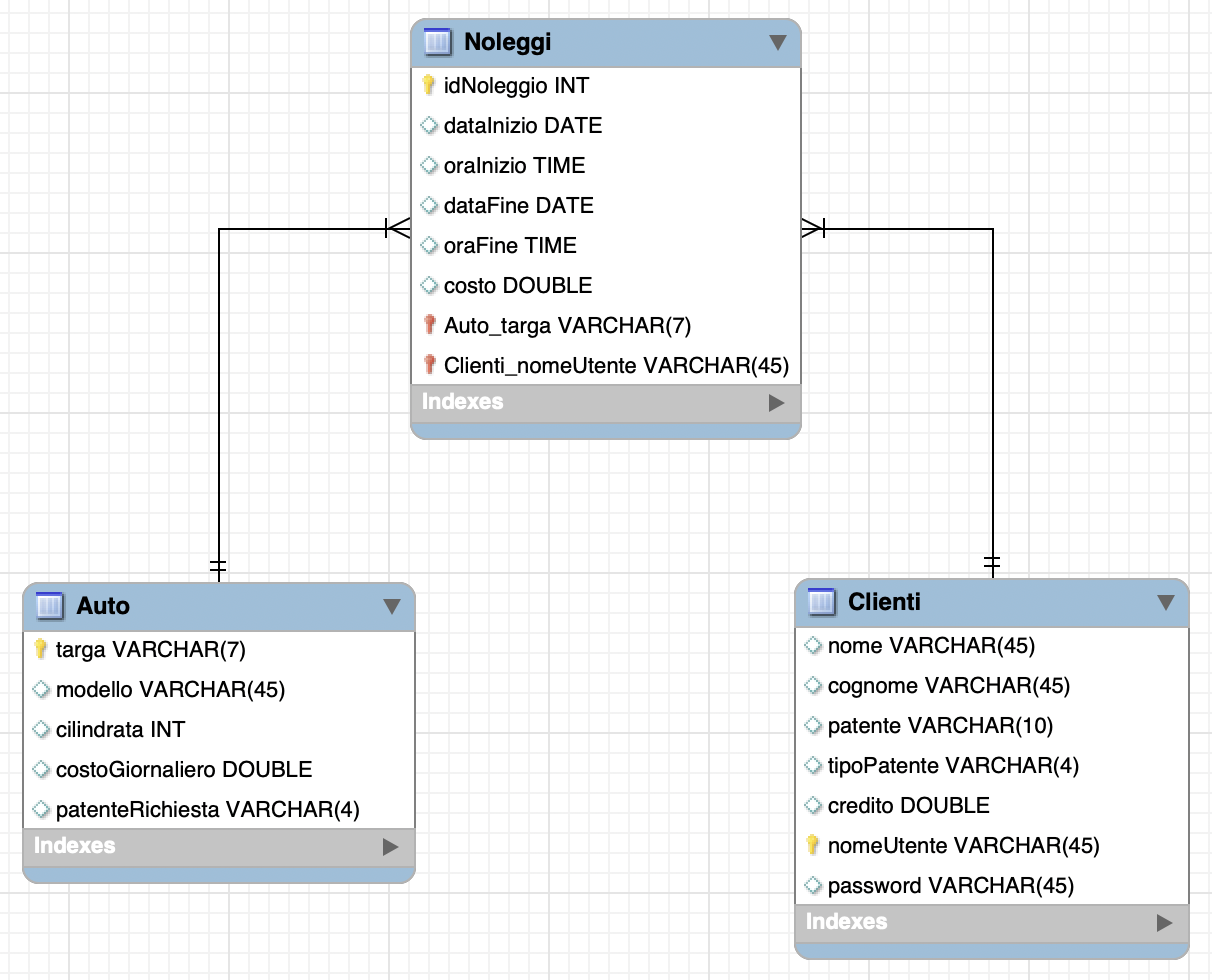 Noleggi
idNoleggio INT
dataInizio DATE
oraInizio TIME
dataFine DATE
oraFine TIME
costo DOUBLE
Auto_targa VARCHAR(7)
Clienti_nomeUtente VARCHAR(45)
Indexes
Auto
targa VARCHAR(7)
modello VARCHAR(45)
cilindrata INT
costoGiornaliero DOUBLE
patenteRichiesta VARCHAR(4)
Indexes
Clienti
nome VARCHAR(45)
cognome VARCHAR(45)
patente VARCHAR(10)
tipoPatente VARCHAR(4)
credito DOUBLE
nomeUtente VARCHAR(45)
password VARCHAR(45)
Indexes